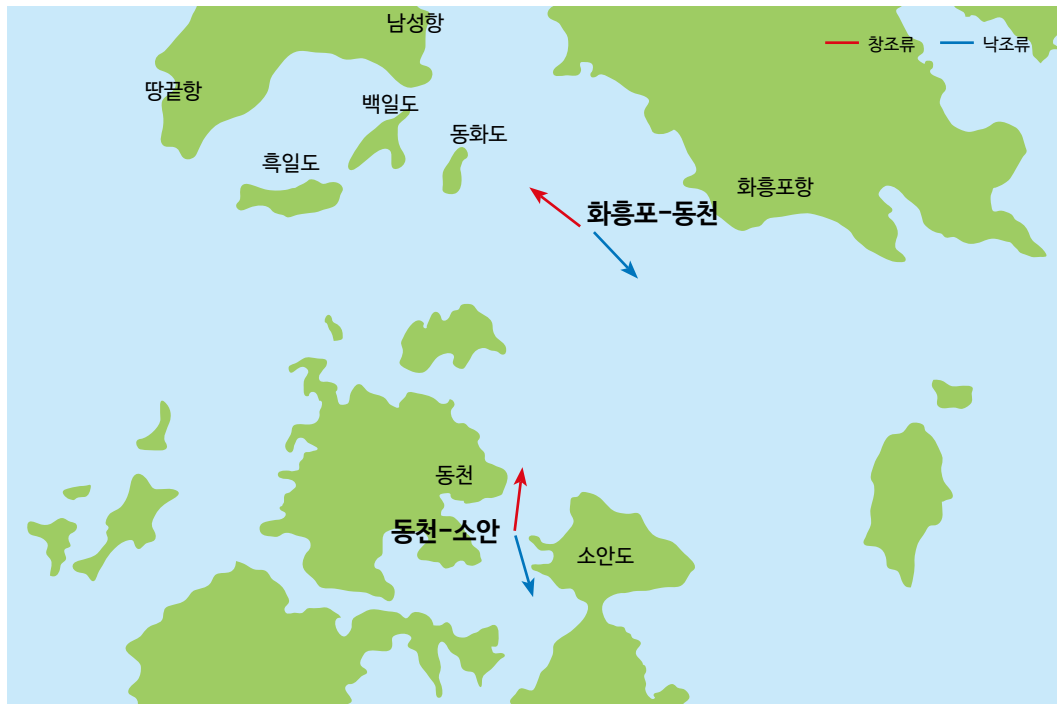 남성항
창조류 낙조류
땅끝항
백일도
동화도
흑일도
화흥포항
화흥포-동천
동천
동천-소안
소안도